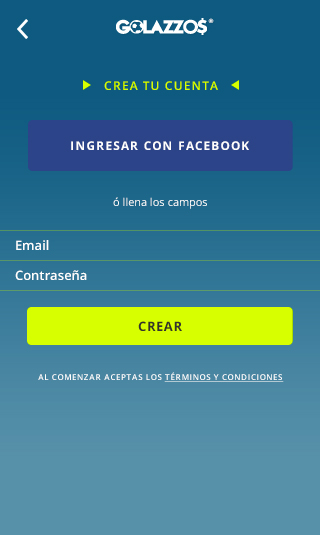 GOLAZZO$®
CREA TU CUENTA
INGRESAR CON FACEBOOK
ó llena los campos
Email
Contraseña
CREAR
AL COMENZAR ACEPTAS LOS TÉRMINOS Y CONDICIONES